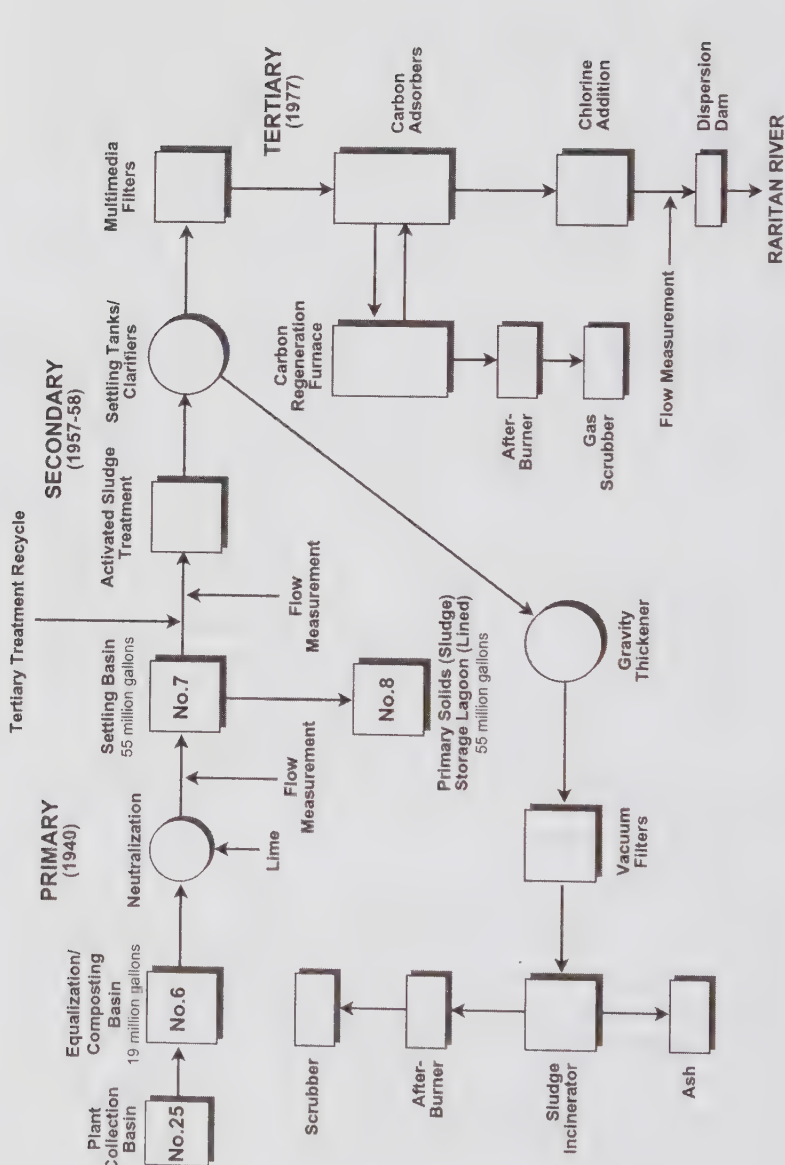 Tertiary Treatment Recycle
PRIMARY
(1940)
SECONDARY
(1957-58)
TERTIARY
(1977)
Plant
Collection
Basin
No.25
Equalization/
Composting
Basin
19 million gallons
No.6
Neutralization
Lime
Flow
Measurement
Settling Basin
55 million gallons
No.7
Flow
Measurement
No.8
Primary Solids (Sludge)
Storage Lagoon (Lined)
55 million gallons
Activated Sludge
Treatment
Settling Tanks/
Clarifiers
Multimedia
Filters
Carbon
Adsorbers
Carbon
Regeneration
Furnace
After-
Burner
Gas
Scrubber
Chlorine
Addition
Flow Measurement
Dispersion
Dam
RARITAN RIVER
Gravity
Thickener
Vacuum
Filters
Sludge
Incinerator
After-
Burner
Scrubber
Ash